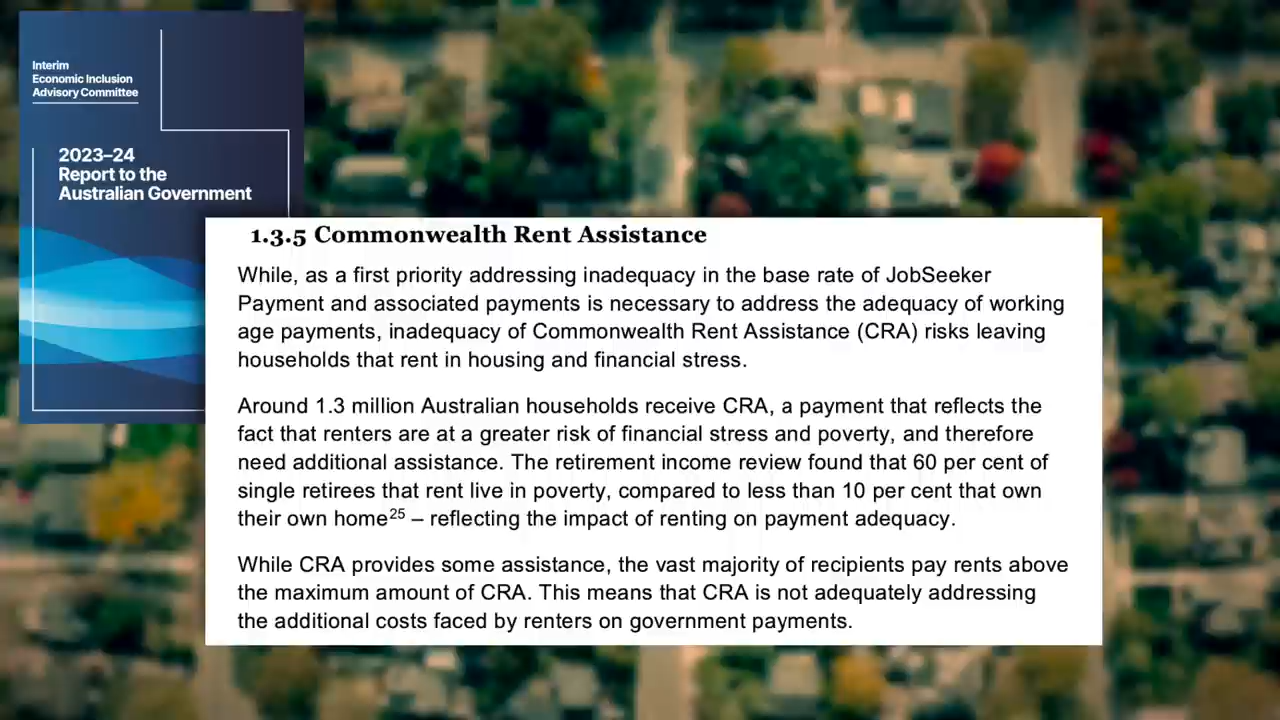 Interim
Economic Inclusion
Advisory Committee
2023–24
Report to the
Australian Government
1.3.5 Commonwealth Rent Assistance
While, as a first priority addressing inadequacy in the base rate of JobSeeker
Payment and associated payments is necessary to address the adequacy of working
age payments, inadequacy of Commonwealth Rent Assistance (CRA) risks leaving
households that rent in housing and financial stress.
Around 1.3 million Australian households receive CRA, a payment that reflects the
fact that renters are at a greater risk of financial stress and poverty, and therefore
need additional assistance. The retirement income review found that 60 per cent of
single retirees that rent live in poverty, compared to less than 10 per cent that own
their own home²⁵ – reflecting the impact of renting on payment adequacy.
While CRA provides some assistance, the vast majority of recipients pay rents above
the maximum amount of CRA. This means that CRA is not adequately addressing
the additional costs faced by renters on government payments.